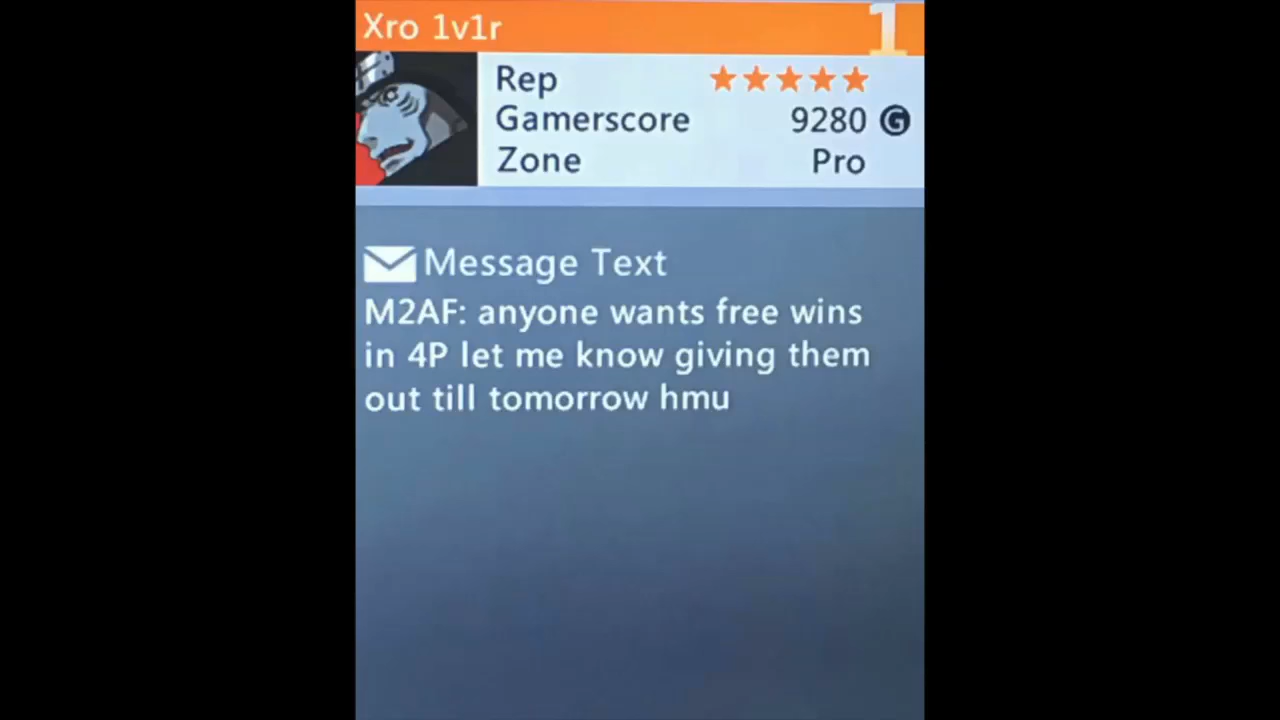 Xro 1v1r
1
Rep
Gamerscore 9280 G
Zone Pro
Message Text
M2AF: anyone wants free wins
in 4P let me know giving them
out till tomorrow hmu